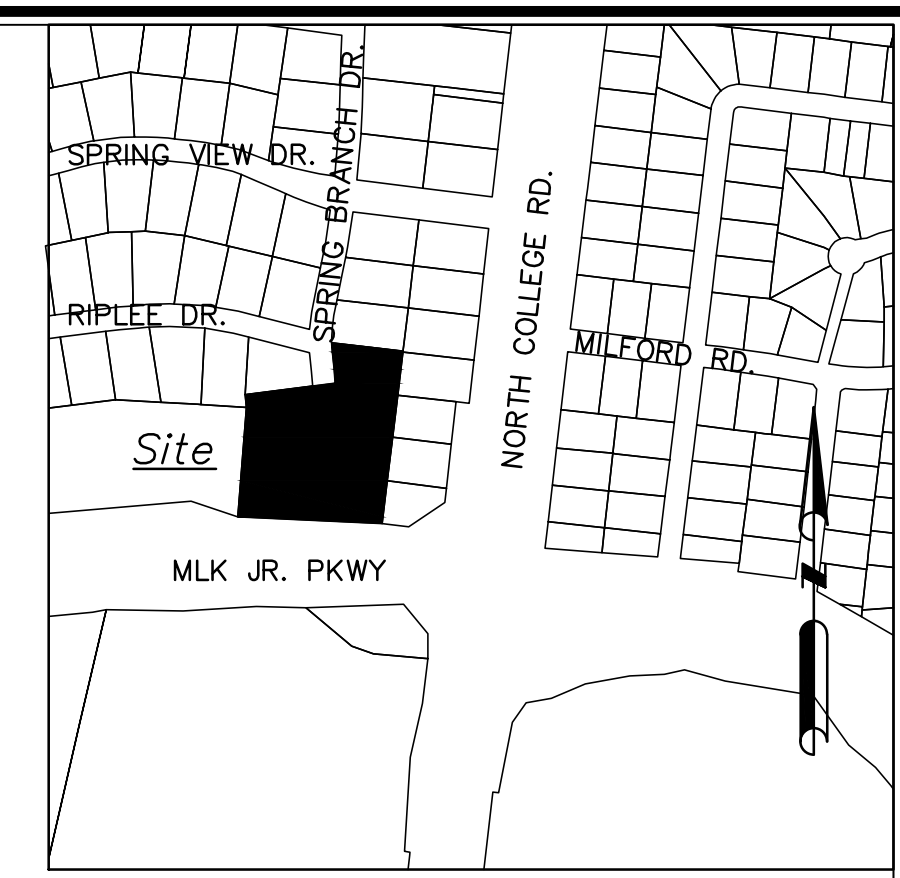 SPRING VIEW DR.
SPRING BRANCH DR.
NORTH COLLEGE RD.
RIPLEE DR.
MILFORD RD.
Site
MLK JR. PKWY